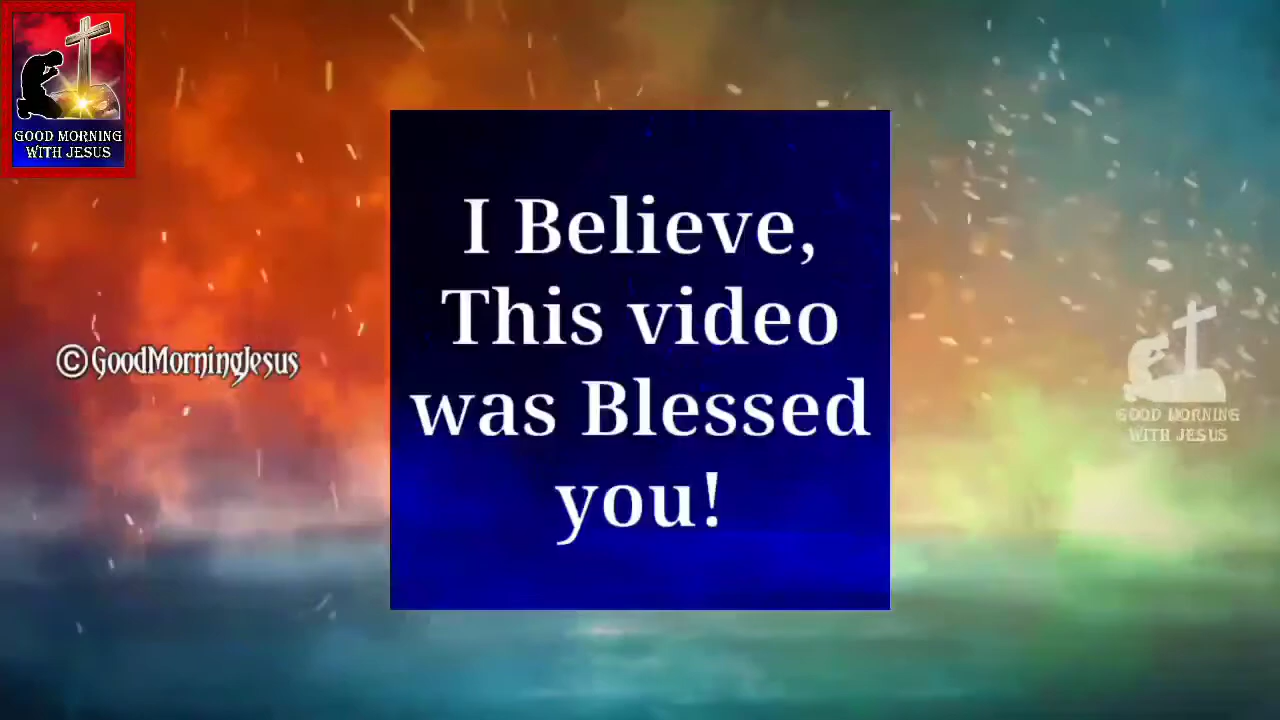 GOOD MORNING
WITH JESUS
I Believe,
This video
was Blessed
you!
©GoodMorningJesus
GOOD MORNING
WITH JESUS